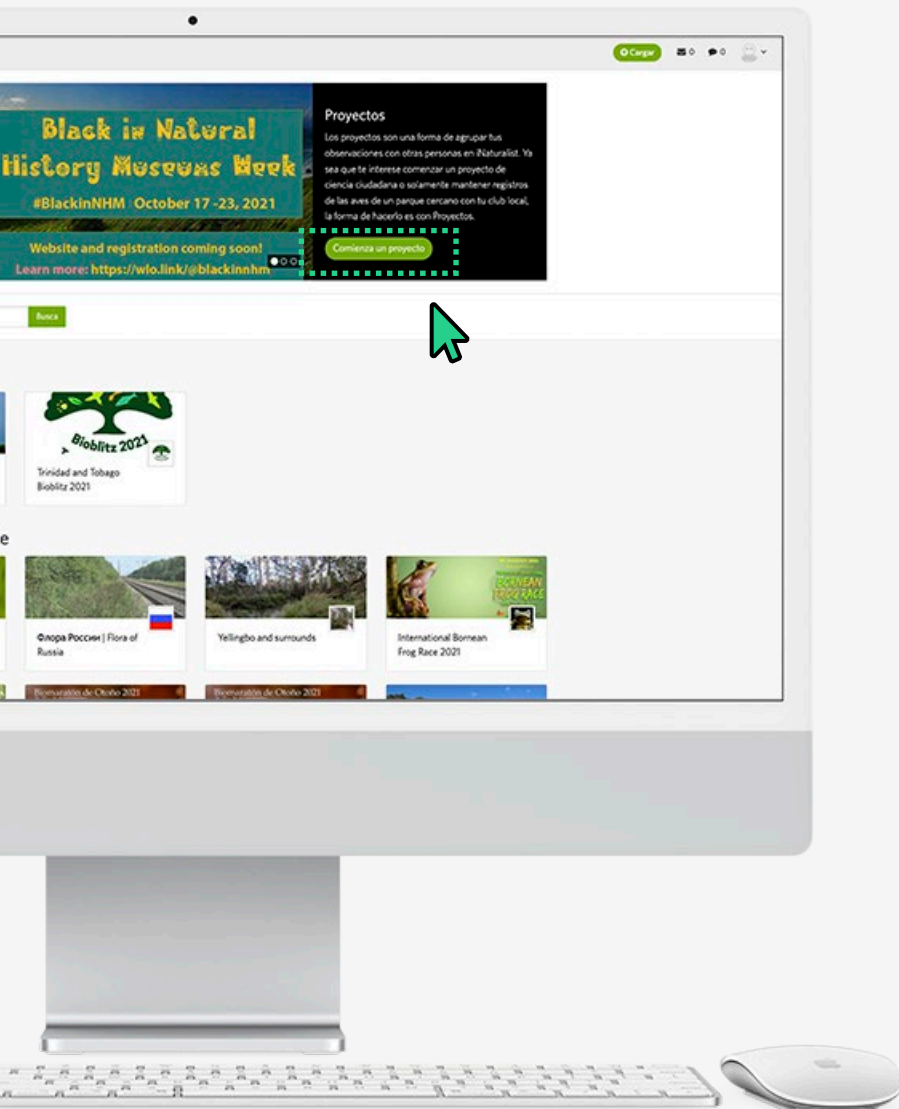 Cargar
0
0
Black in Natural
History Museums Week
#BlackinNHM October 17 -23, 2021
Website and registration coming soon!
Learn more: https://wlo.link/@blackinnhm
Proyectos
Los proyectos son una forma de agrupar tus
observaciones con otras personas en iNaturalist. Ya
sea que te interese comenzar un proyecto de
ciencia ciudadana o solamente mantener registros
de las aves de un parque cercano con tu club local,
la forma de hacerlo es con Proyectos.
Comienza un proyecto
Busca
Bioblitz 2021
Trinidad and Tobago
Bioblitz 2021
e
Флора России | Flora of
Russia
Yellingbo and surrounds
BORNEAN
FROG RACE
International Bornean
Frog Race 2021
Biomaratón de Otoño 2021
Biomaratón de Otoño 2021